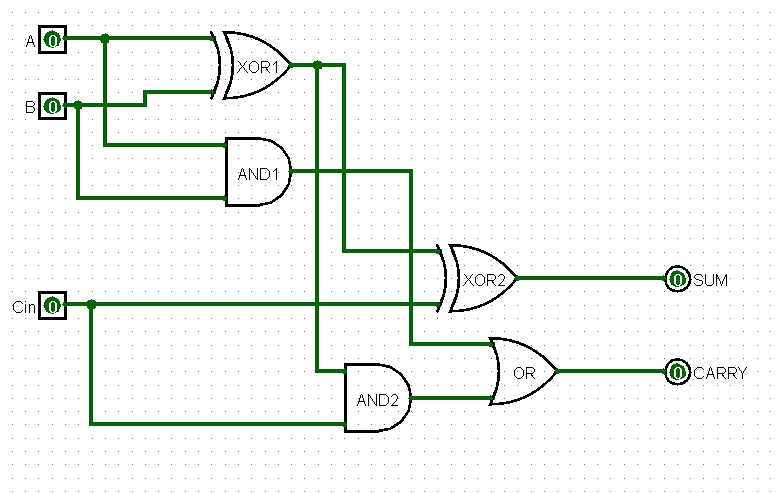 A 0
XOR1
B 0
AND1
Cin 0
XOR2
0 SUM
OR
0 CARRY
AND2